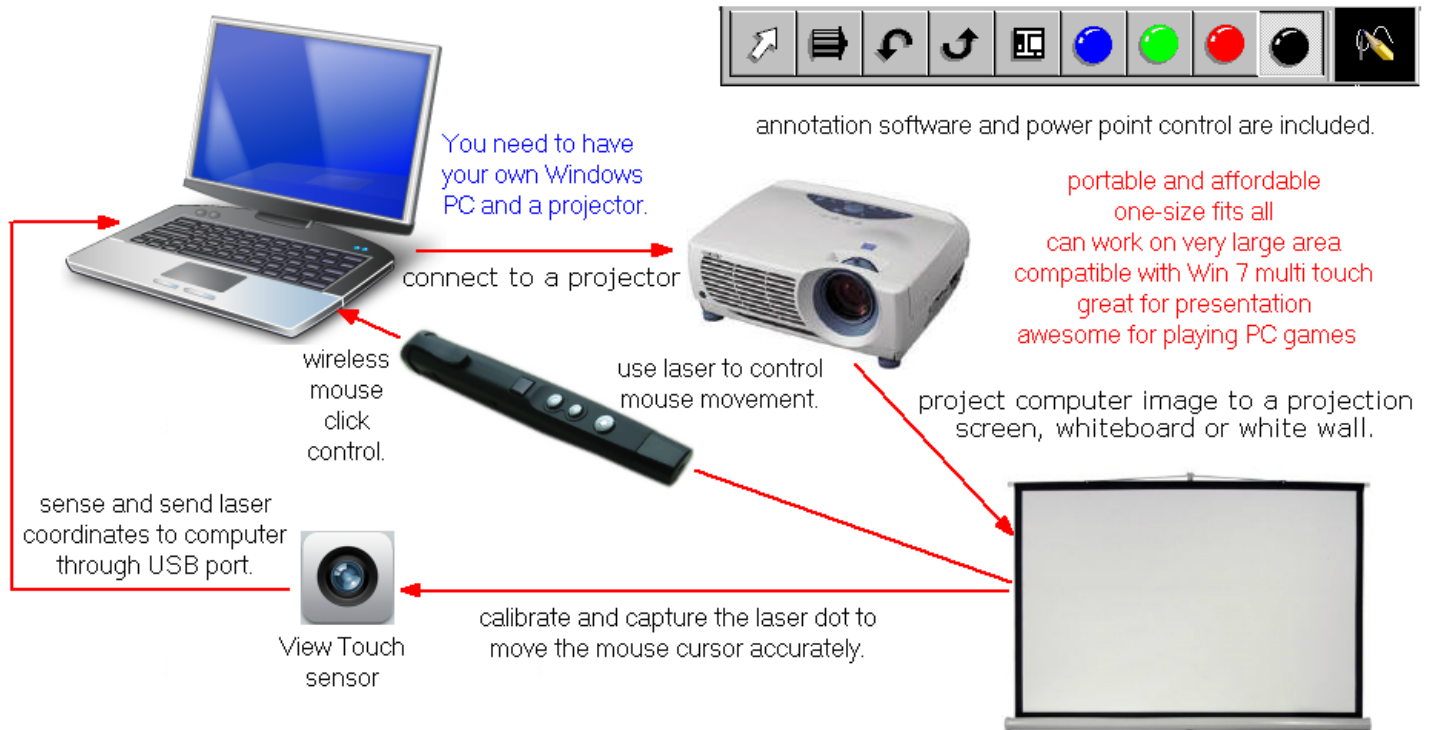 annotation software and power point control are included.
You need to have
your own Windows
PC and a projector.
portable and affordable
one-size fits all
can work on very large area
compatible with Win 7 multi touch
great for presentation
awesome for playing PC games
connect to a projector
wireless
mouse
click
control.
use laser to control
mouse movement.
project computer image to a projection
screen, whiteboard or white wall.
sense and send laser
coordinates to computer
through USB port.
View Touch
sensor
calibrate and capture the laser dot to
move the mouse cursor accurately.